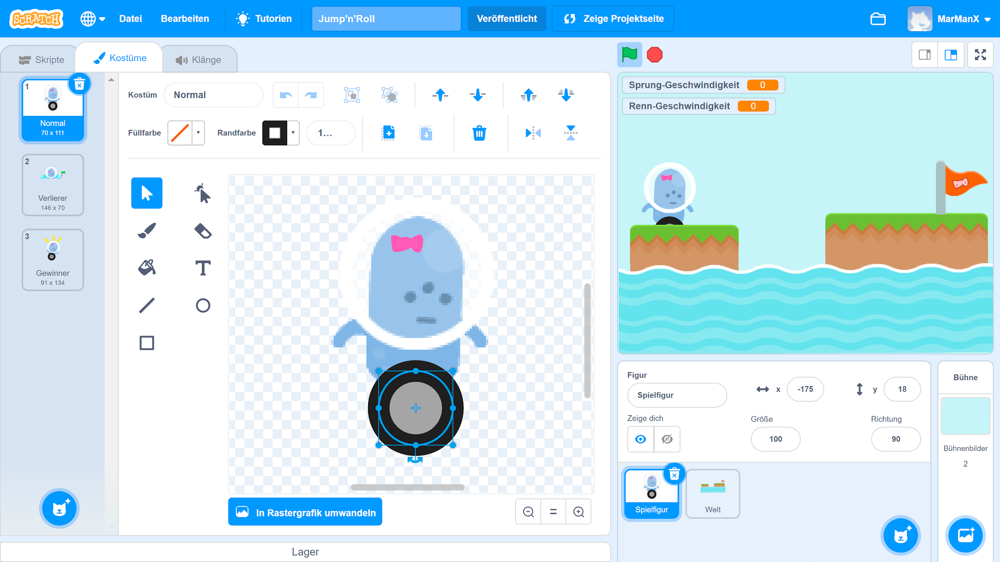 SCRATCH
Datei
Bearbeiten
Tutorien
Jump'n'Roll
Veröffentlicht
Zeige Projektseite
MarManX
Skripte
Kostüme
Klänge
1
Normal
70 x 111
2
Verlierer
146 x 70
3
Gewinner
91 x 134
Kostüm
Normal
Füllfarbe
Randfarbe
1...
T
In Rastergrafik umwandeln
=
Lager
Sprung-Geschwindigkeit 0
Renn-Geschwindigkeit 0
Figur
Spielfigur
x -175
y 18
Zeige dich
Größe
100
Richtung
90
Spielfigur
Welt
Bühne
Bühnenbilder
2